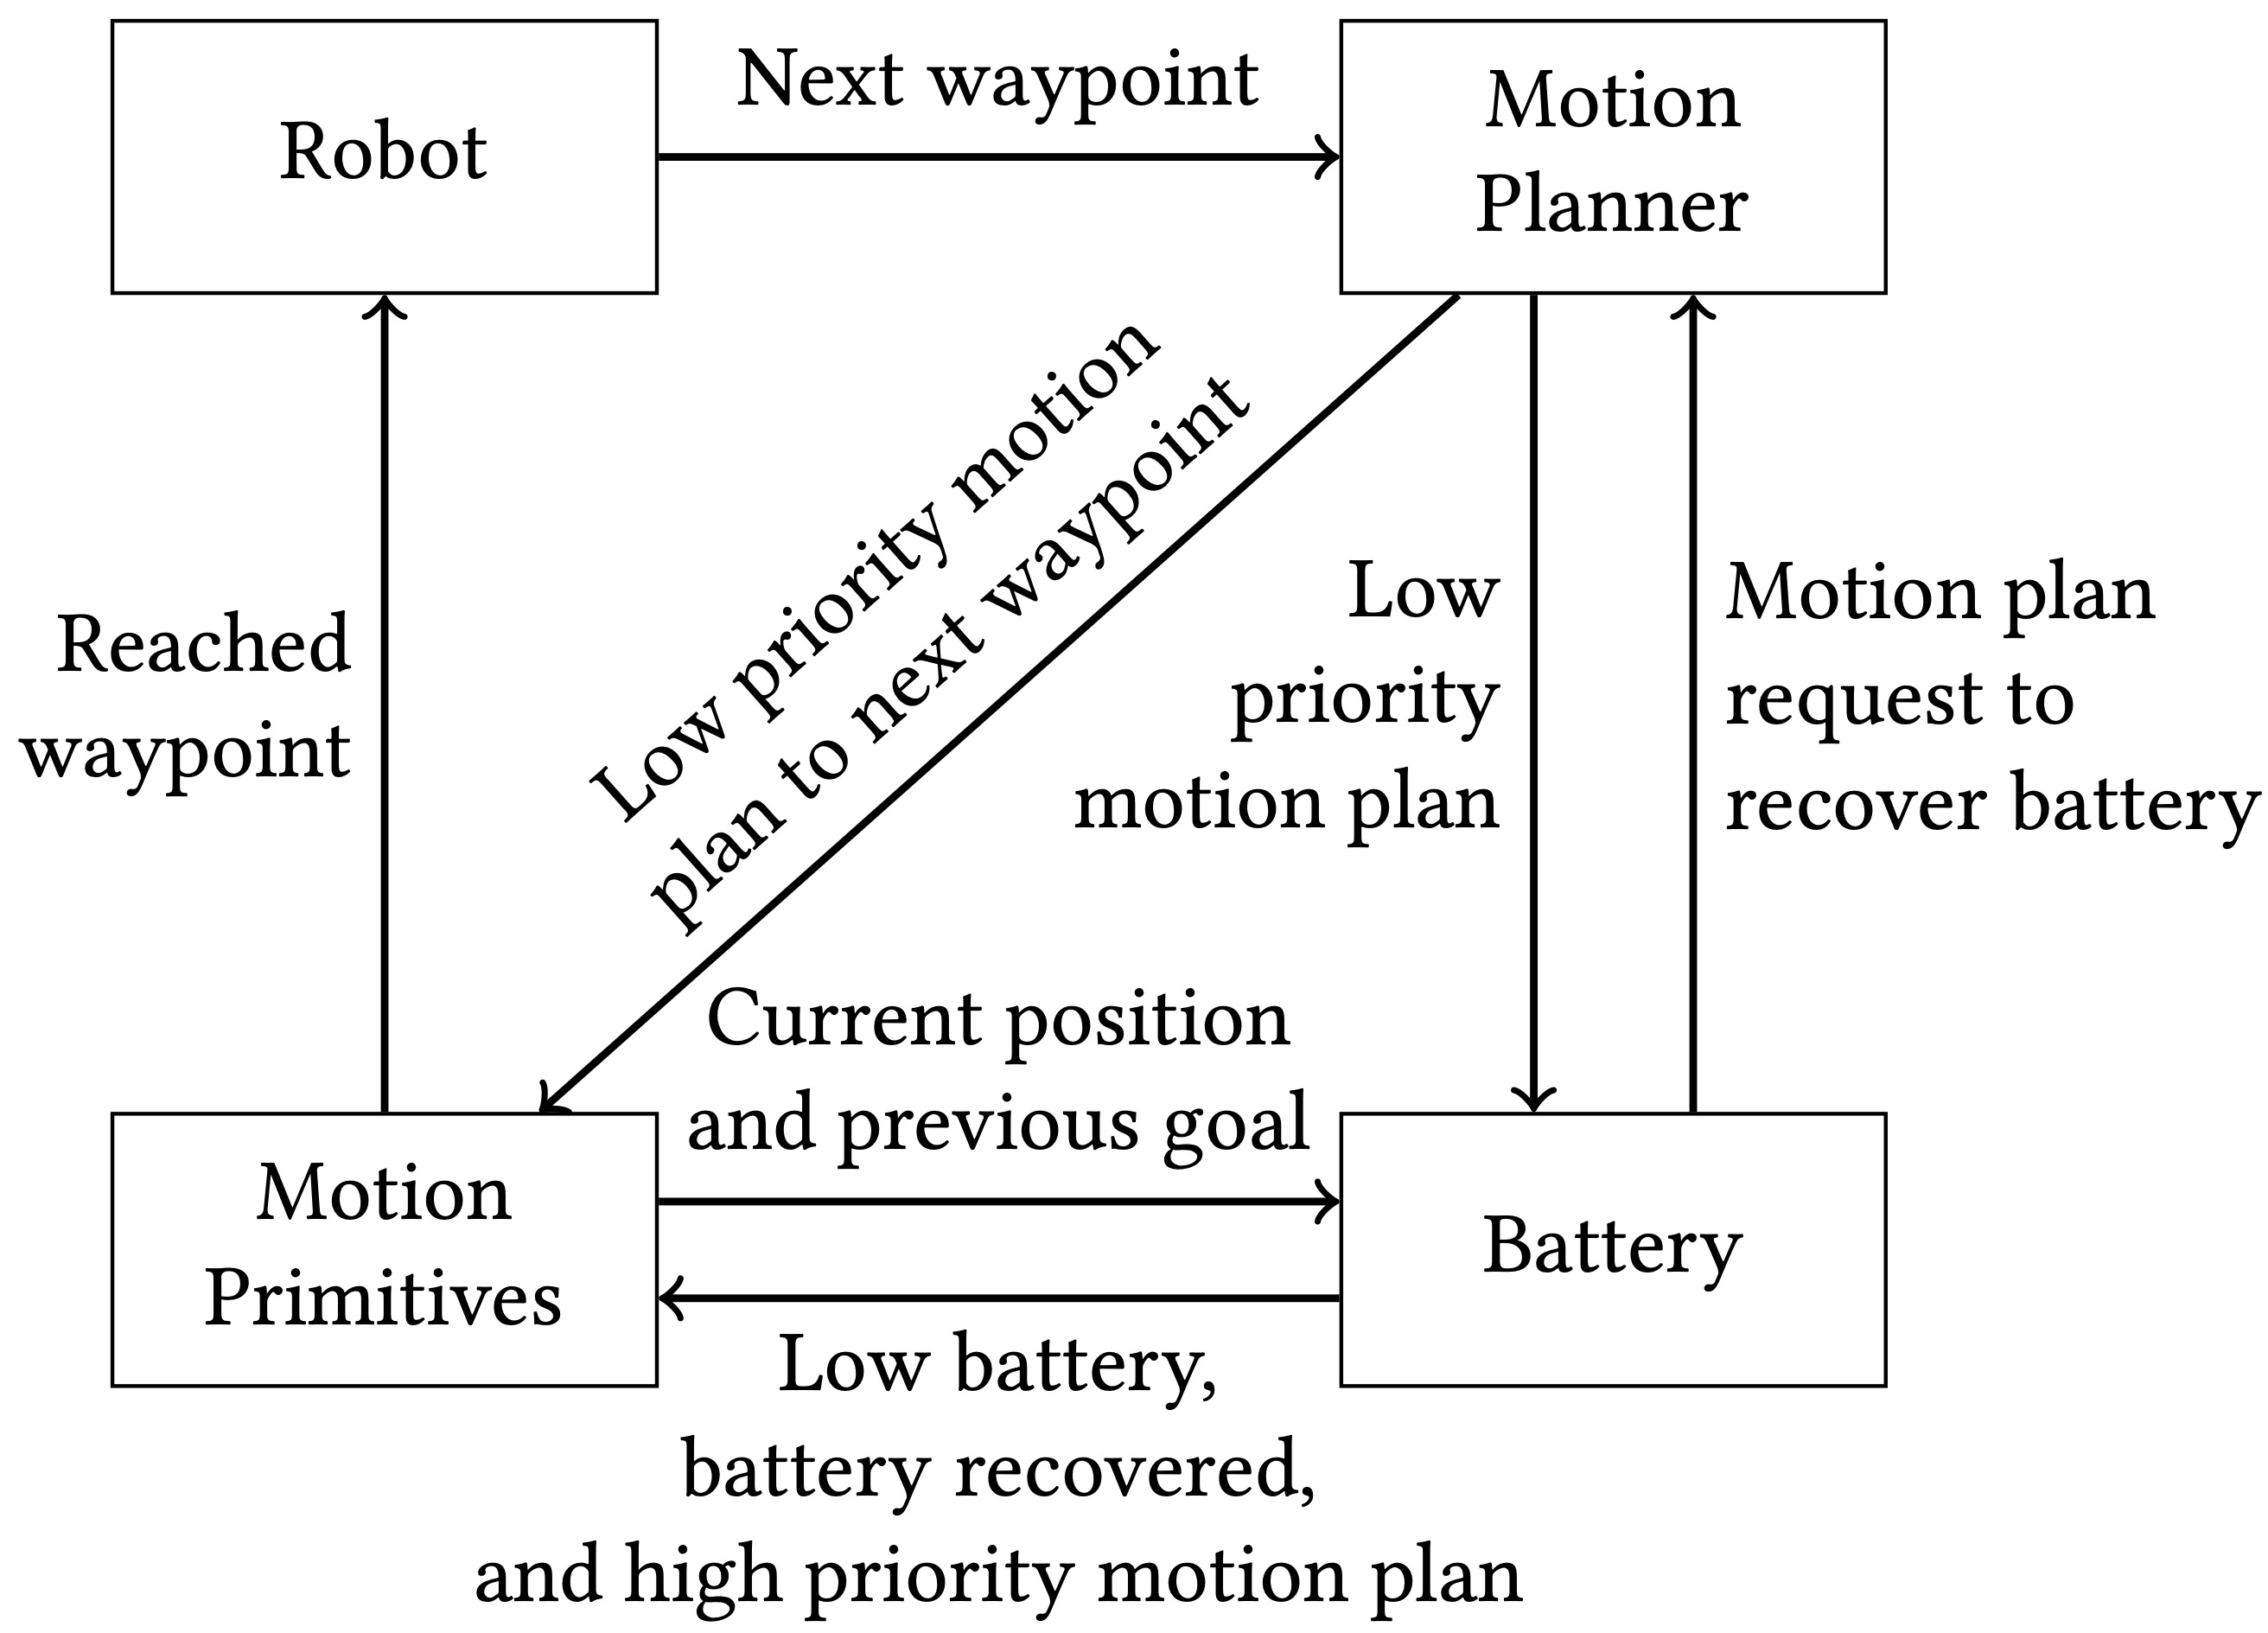 Next waypoint
Robot
Motion
Planner
Low priority motion
plan to next waypoint
Reached
waypoint
Low
priority
motion plan
Motion plan
request to
recover battery
Current position
and previous goal
Motion
Primitives
Battery
Low battery,
battery recovered,
and high priority motion plan